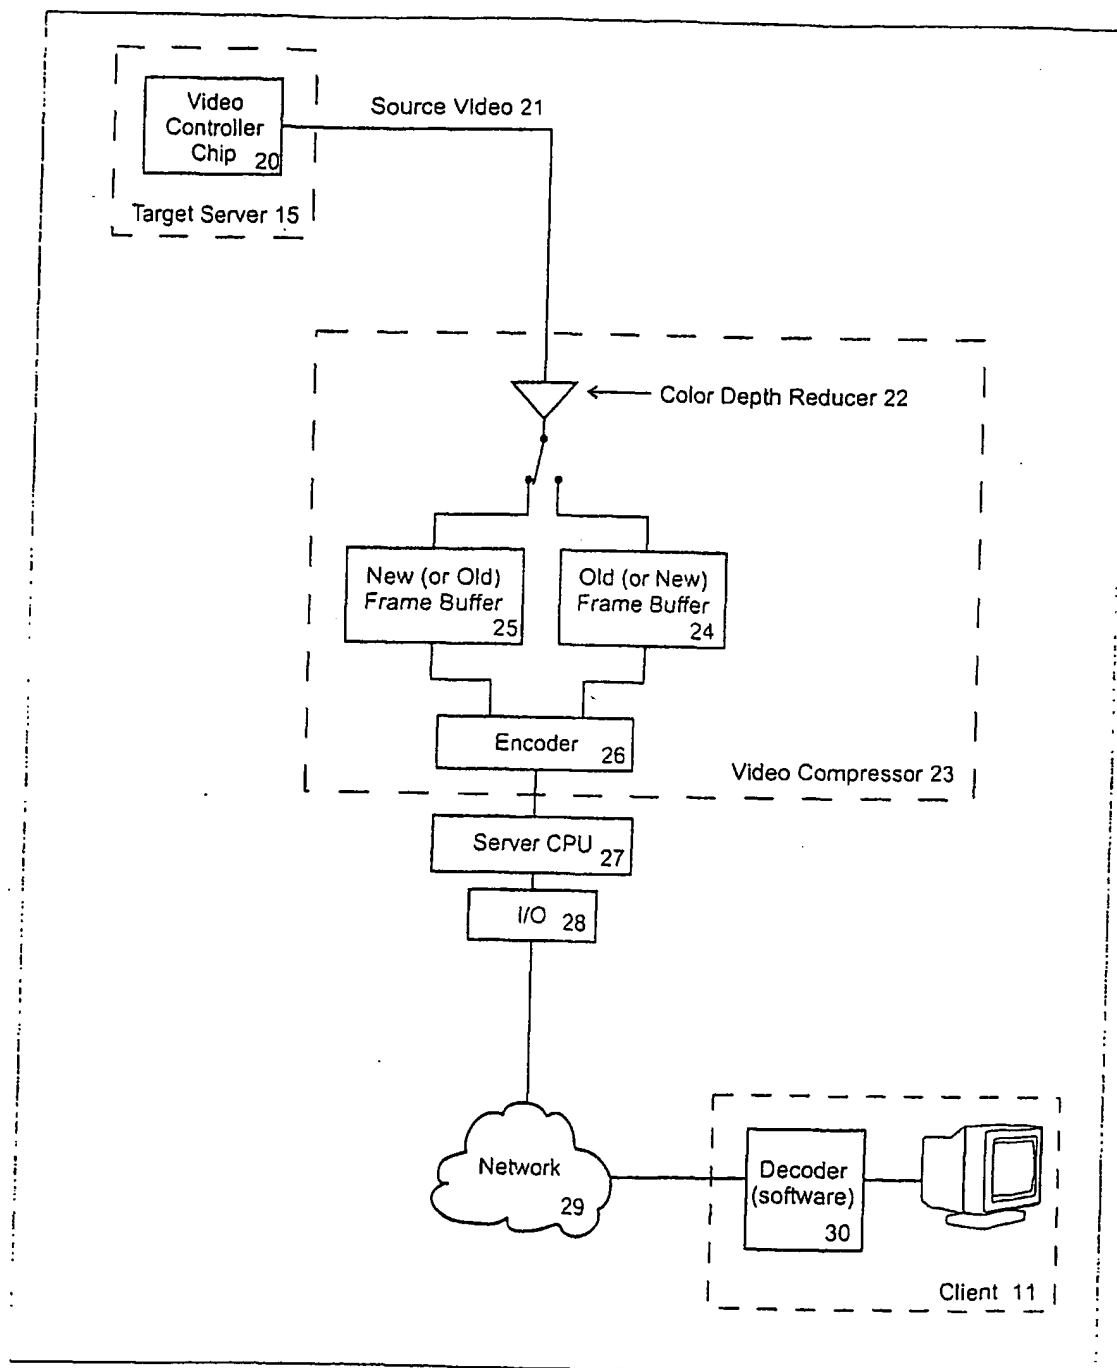 Video
Controller
Chip
20
Source Video 21
Target Server 15
Color Depth Reducer 22
New (or Old)
Frame Buffer
25
Old (or New)
Frame Buffer
24
Encoder
26
Video Compressor 23
Server CPU
27
I/O
28
Network
29
Decoder
(software)
30
Client 11